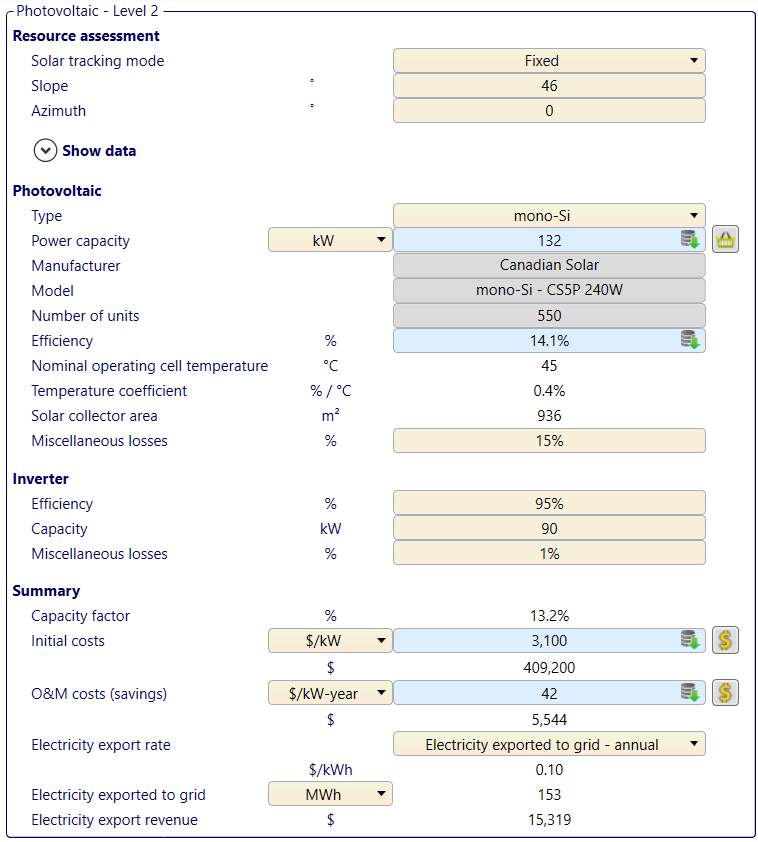 Photovoltaic - Level 2
Resource assessment
Solar tracking mode Fixed
Slope ° 46
Azimuth ° 0
Show data
Photovoltaic
Type mono-Si
Power capacity kW 132
Manufacturer Canadian Solar
Model mono-Si - CS5P 240W
Number of units 550
Efficiency % 14.1%
Nominal operating cell temperature °C 45
Temperature coefficient % / °C 0.4%
Solar collector area m² 936
Miscellaneous losses % 15%
Inverter
Efficiency % 95%
Capacity kW 90
Miscellaneous losses % 1%
Summary
Capacity factor % 13.2%
Initial costs $/kW 3,100 $
$ 409,200
O&M costs (savings) $/kW-year 42 $
$ 5,544
Electricity export rate Electricity exported to grid - annual
$/kWh 0.10
Electricity exported to grid MWh 153
Electricity export revenue $ 15,319